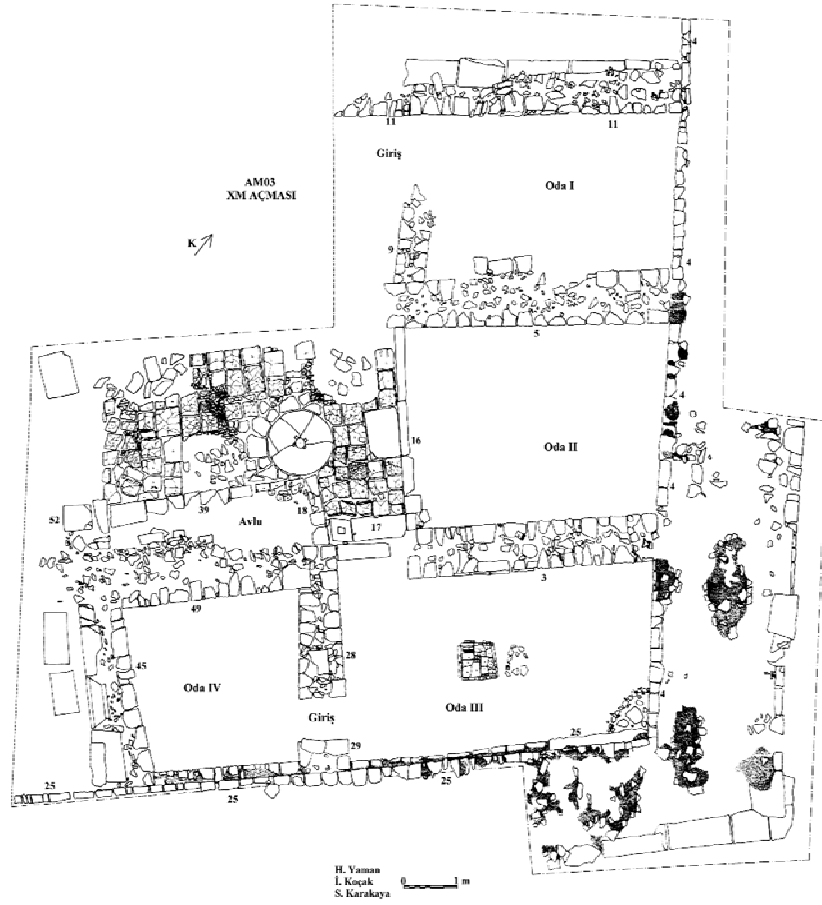 4
11
11
Giriş
Oda I
AM03
XM AÇMASI
K
9
4
5
4
16
Oda II
4
52
39
18
Avlu
17
3
49
45
28
Oda IV
Oda III
4
Giriş
25
29
25
25
25
H. Yaman
İ. Koçak
S. Karakaya
0 1 m